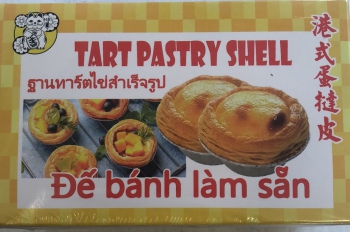 TART PASTRY SHELL
ฐานทาร์ตไข่สำเร็จรูป
港式蛋撻皮
Đế bánh làm sẵn